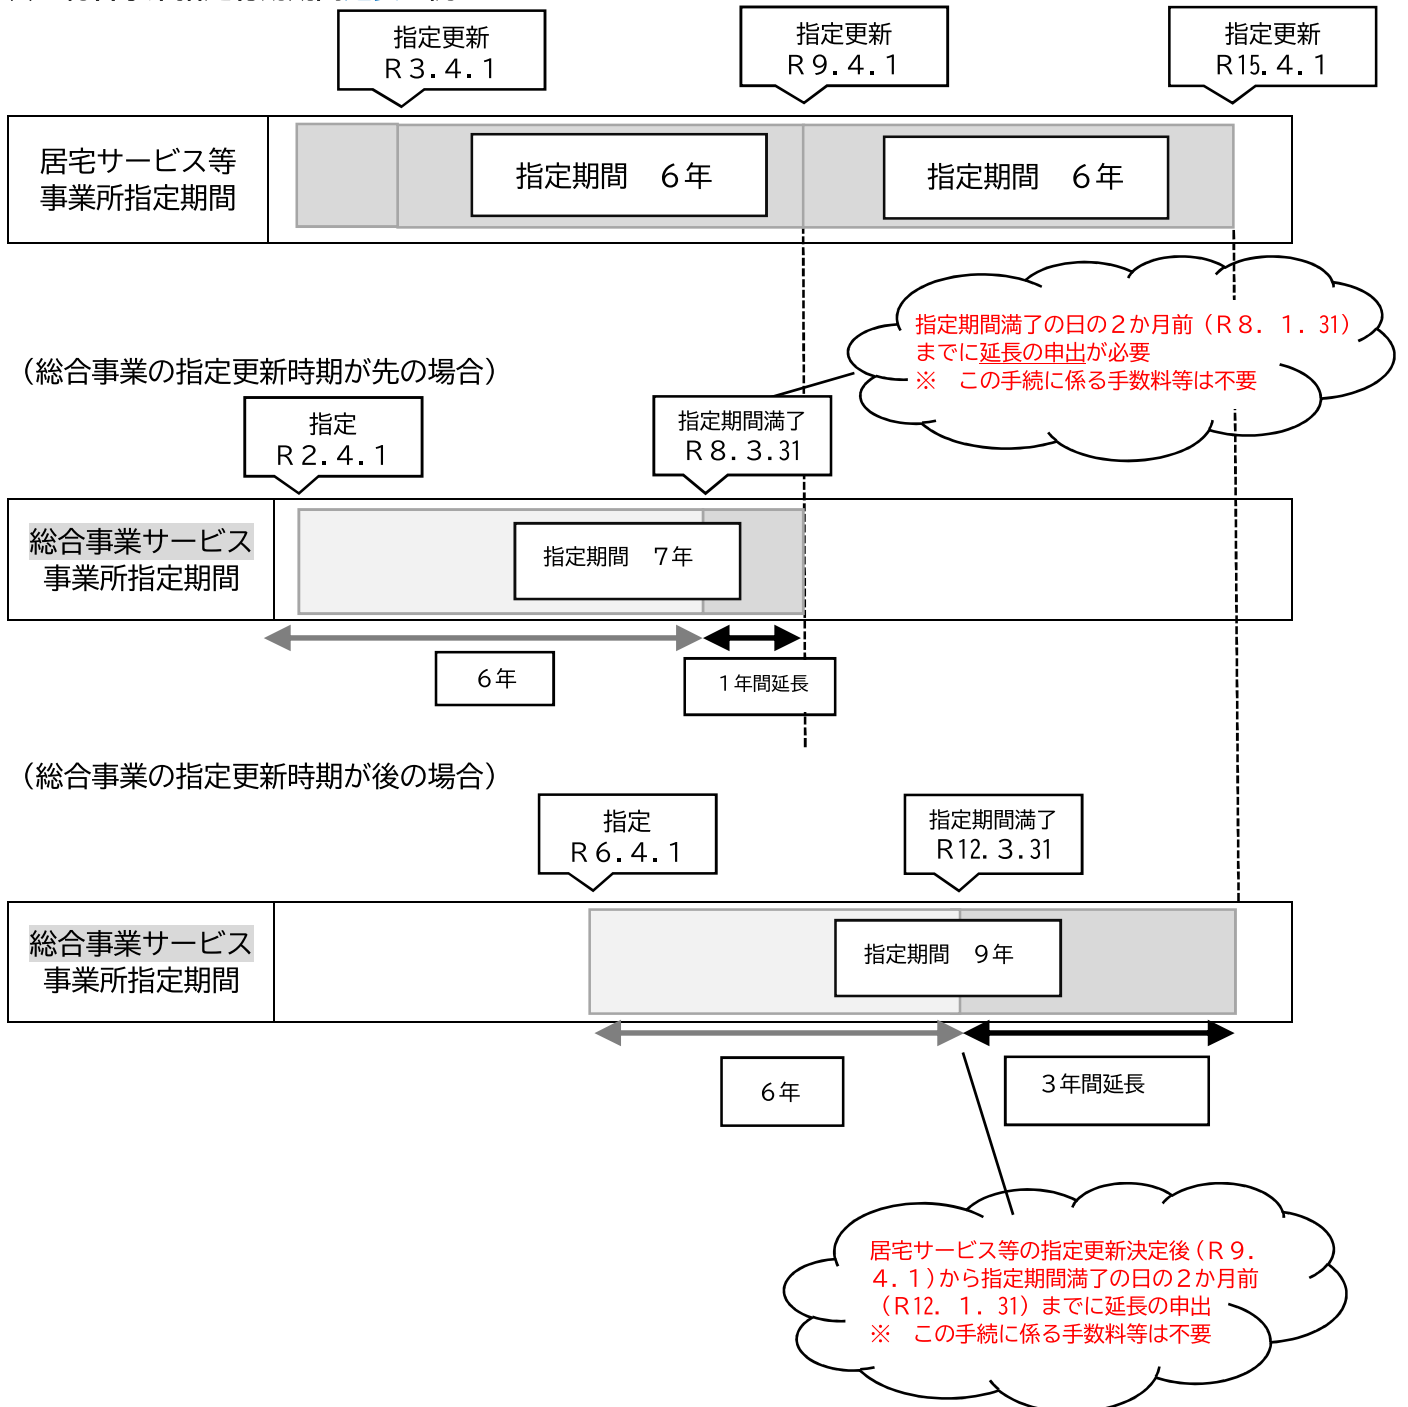 指定更新
R３．４．１
指定更新
R９．４．１
指定更新
R15．４．１
居宅サービス等
事業所指定期間
指定期間　６年
指定期間　６年
指定期間満了の日の２か月前（R８．１．31）
までに延長の申出が必要
※　この手続に係る手数料等は不要
（総合事業の指定更新時期が先の場合）
指定
R２．４．１
指定期間満了
R８．３．31
総合事業サービス
事業所指定期間
指定期間　７年
６年
１年間延長
（総合事業の指定更新時期が後の場合）
指定
R６．４．１
指定期間満了
R12．３．31
総合事業サービス
事業所指定期間
指定期間　９年
６年
３年間延長
居宅サービス等の指定更新決定後（R９．
４．１）から指定期間満了の日の２か月前
（R12．１．31）までに延長の申出
※　この手続に係る手数料等は不要